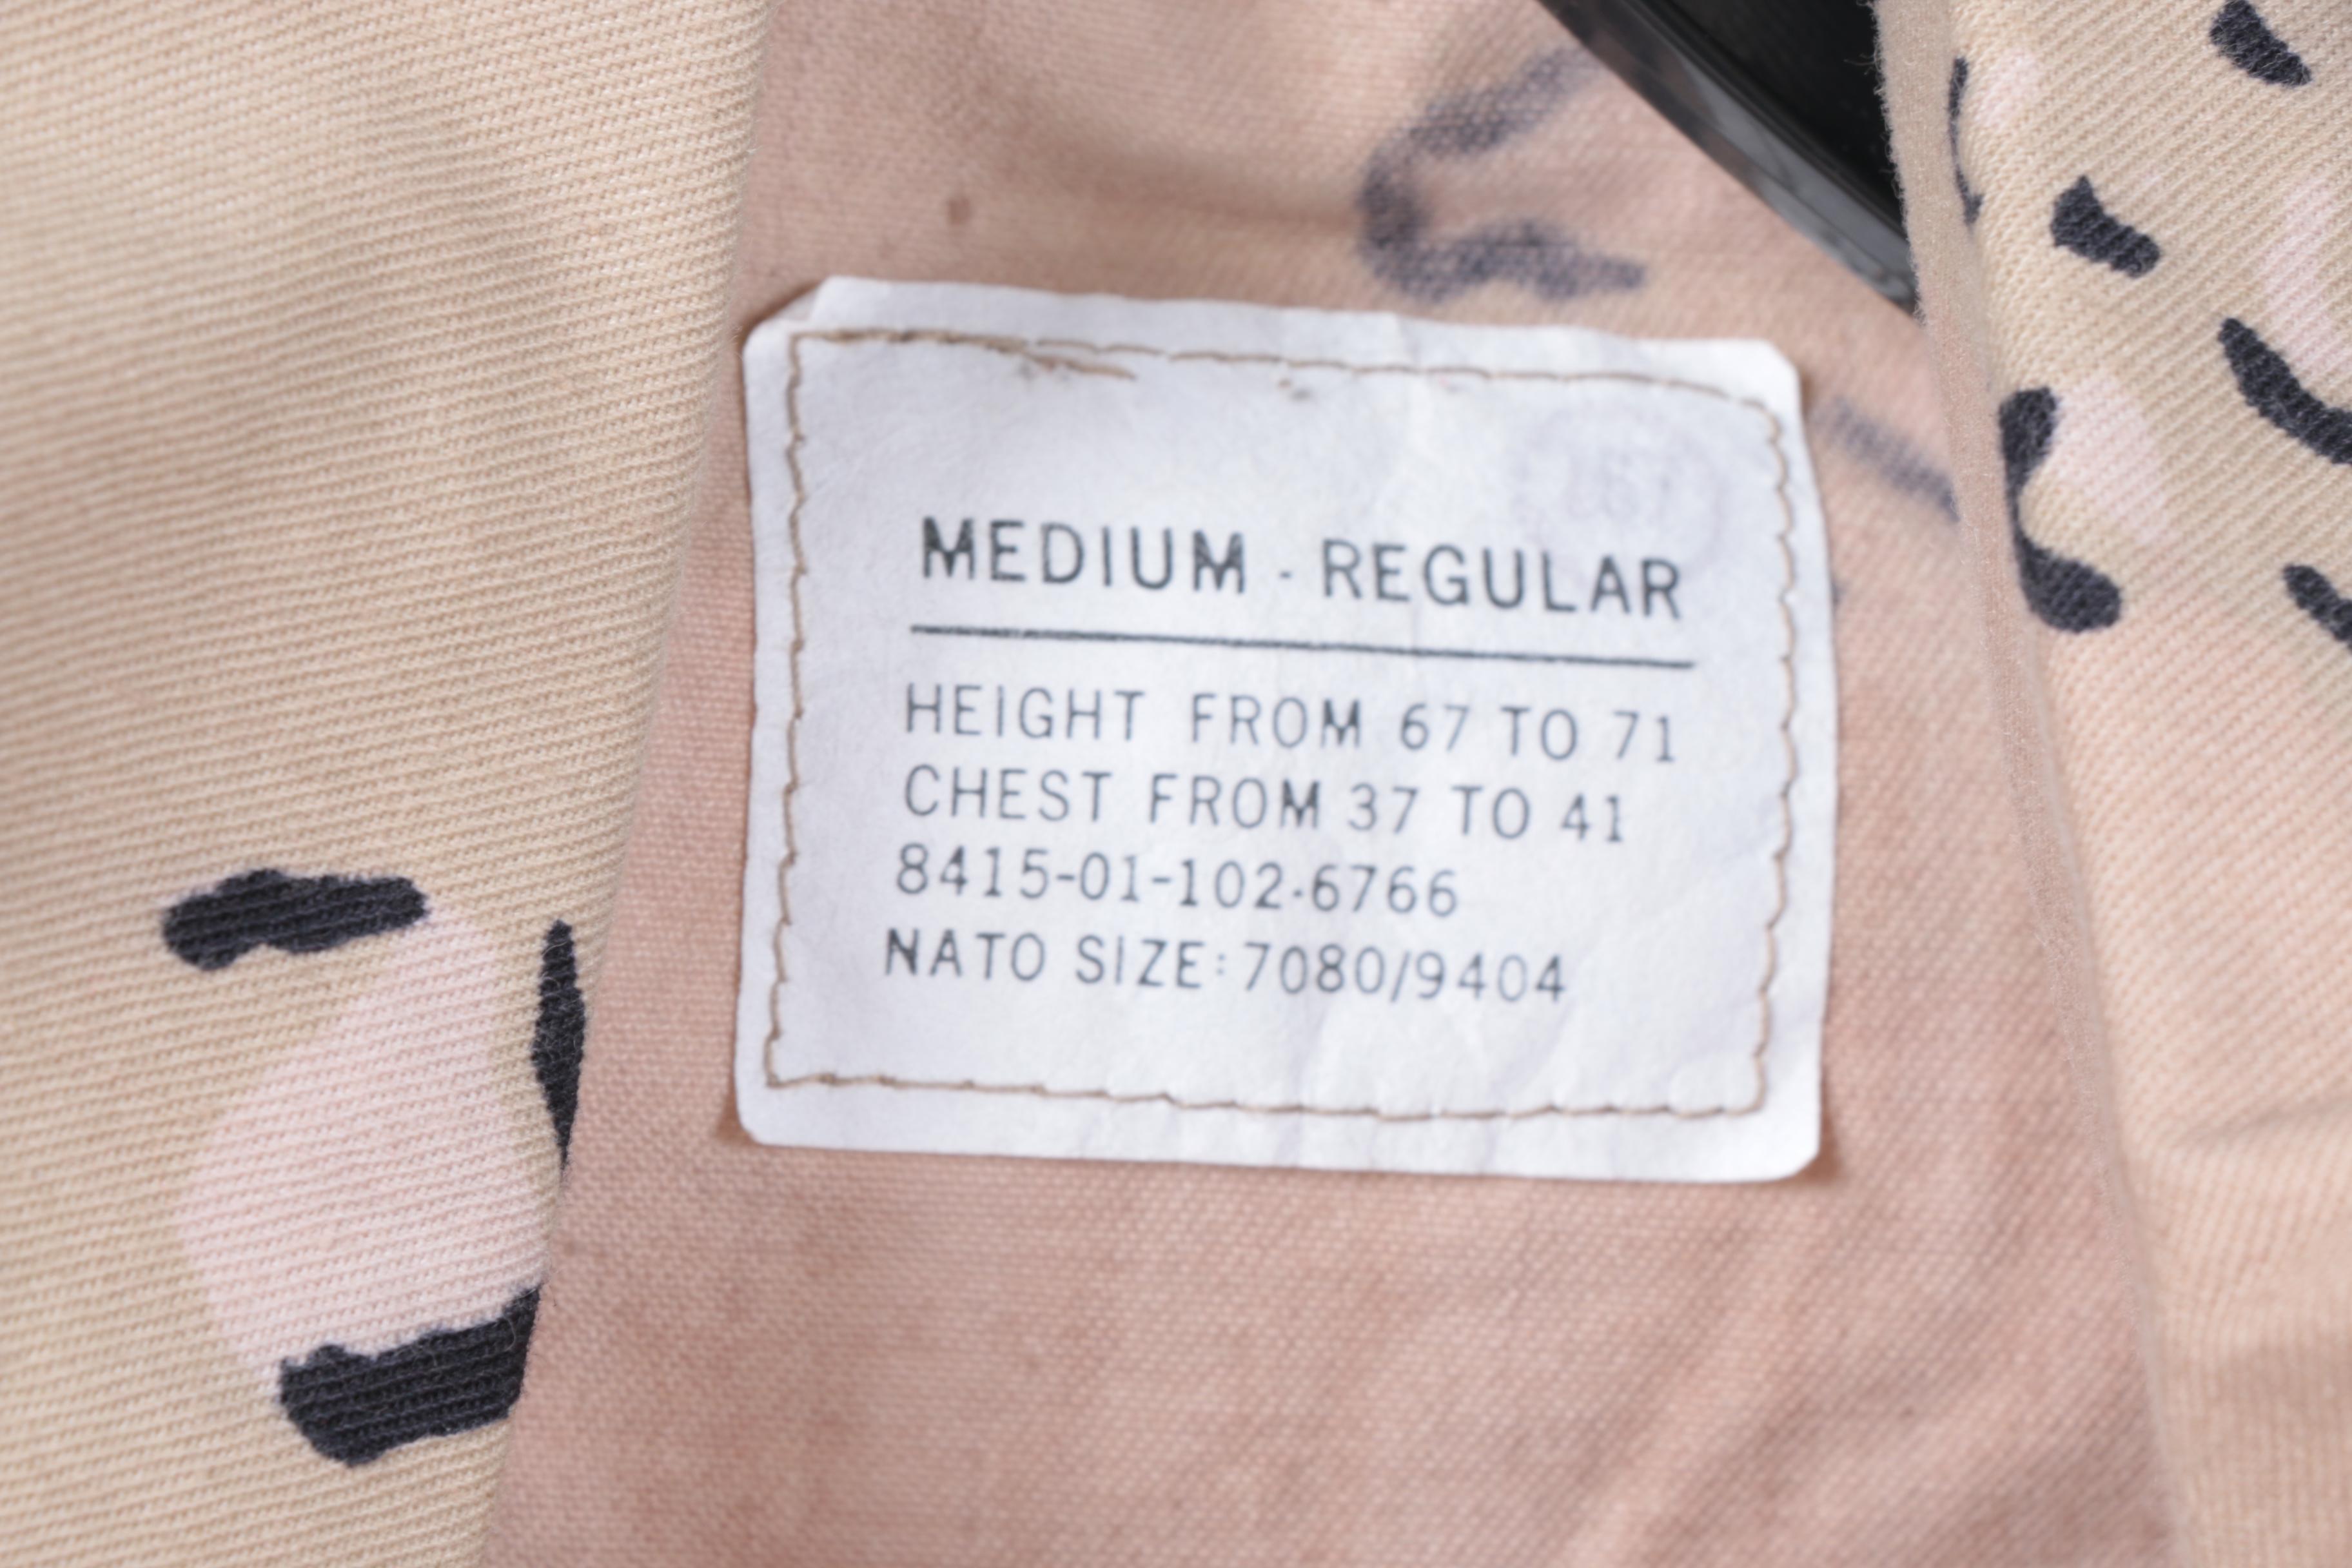 MEDIUM - REGULAR
HEIGHT FROM 67 TO 71
CHEST FROM 37 TO 41
8415-01-102-6766
NATO SIZE: 7080/9404